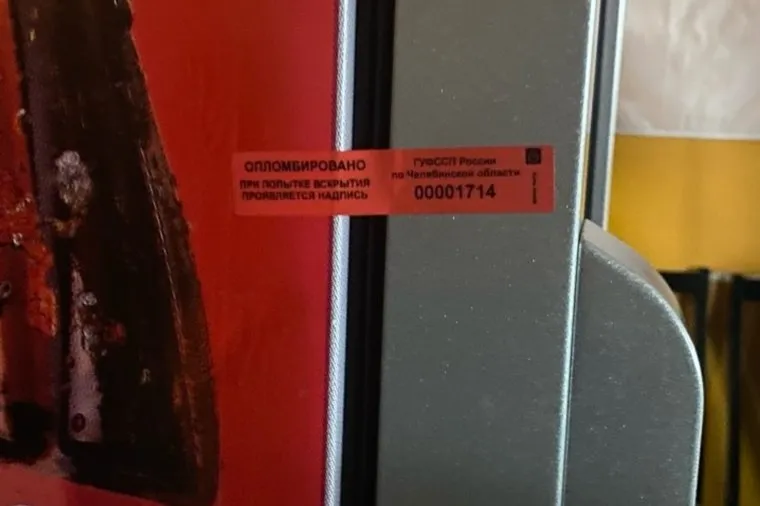 ОПЛОМБИРОВАНО
ПРИ ПОПЫТКЕ ВСКРЫТИЯ
ПРОЯВЛЯЕТСЯ НАДПИСЬ
ГУФССП России
по Челябинской области
00001714